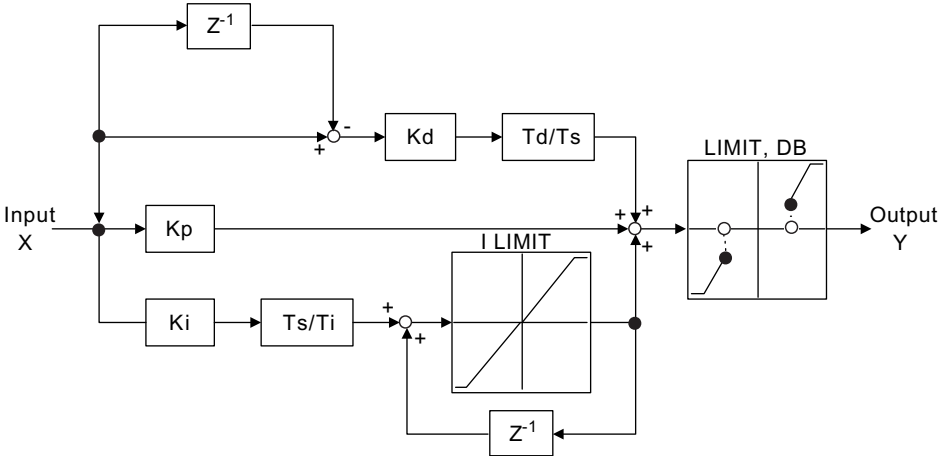 Z-1
-
+
Kd
Td/Ts
LIMIT, DB
Input
X
Kp
+
+
+
Output
Y
I LIMIT
Ki
Ts/Ti
+
+
Z-1